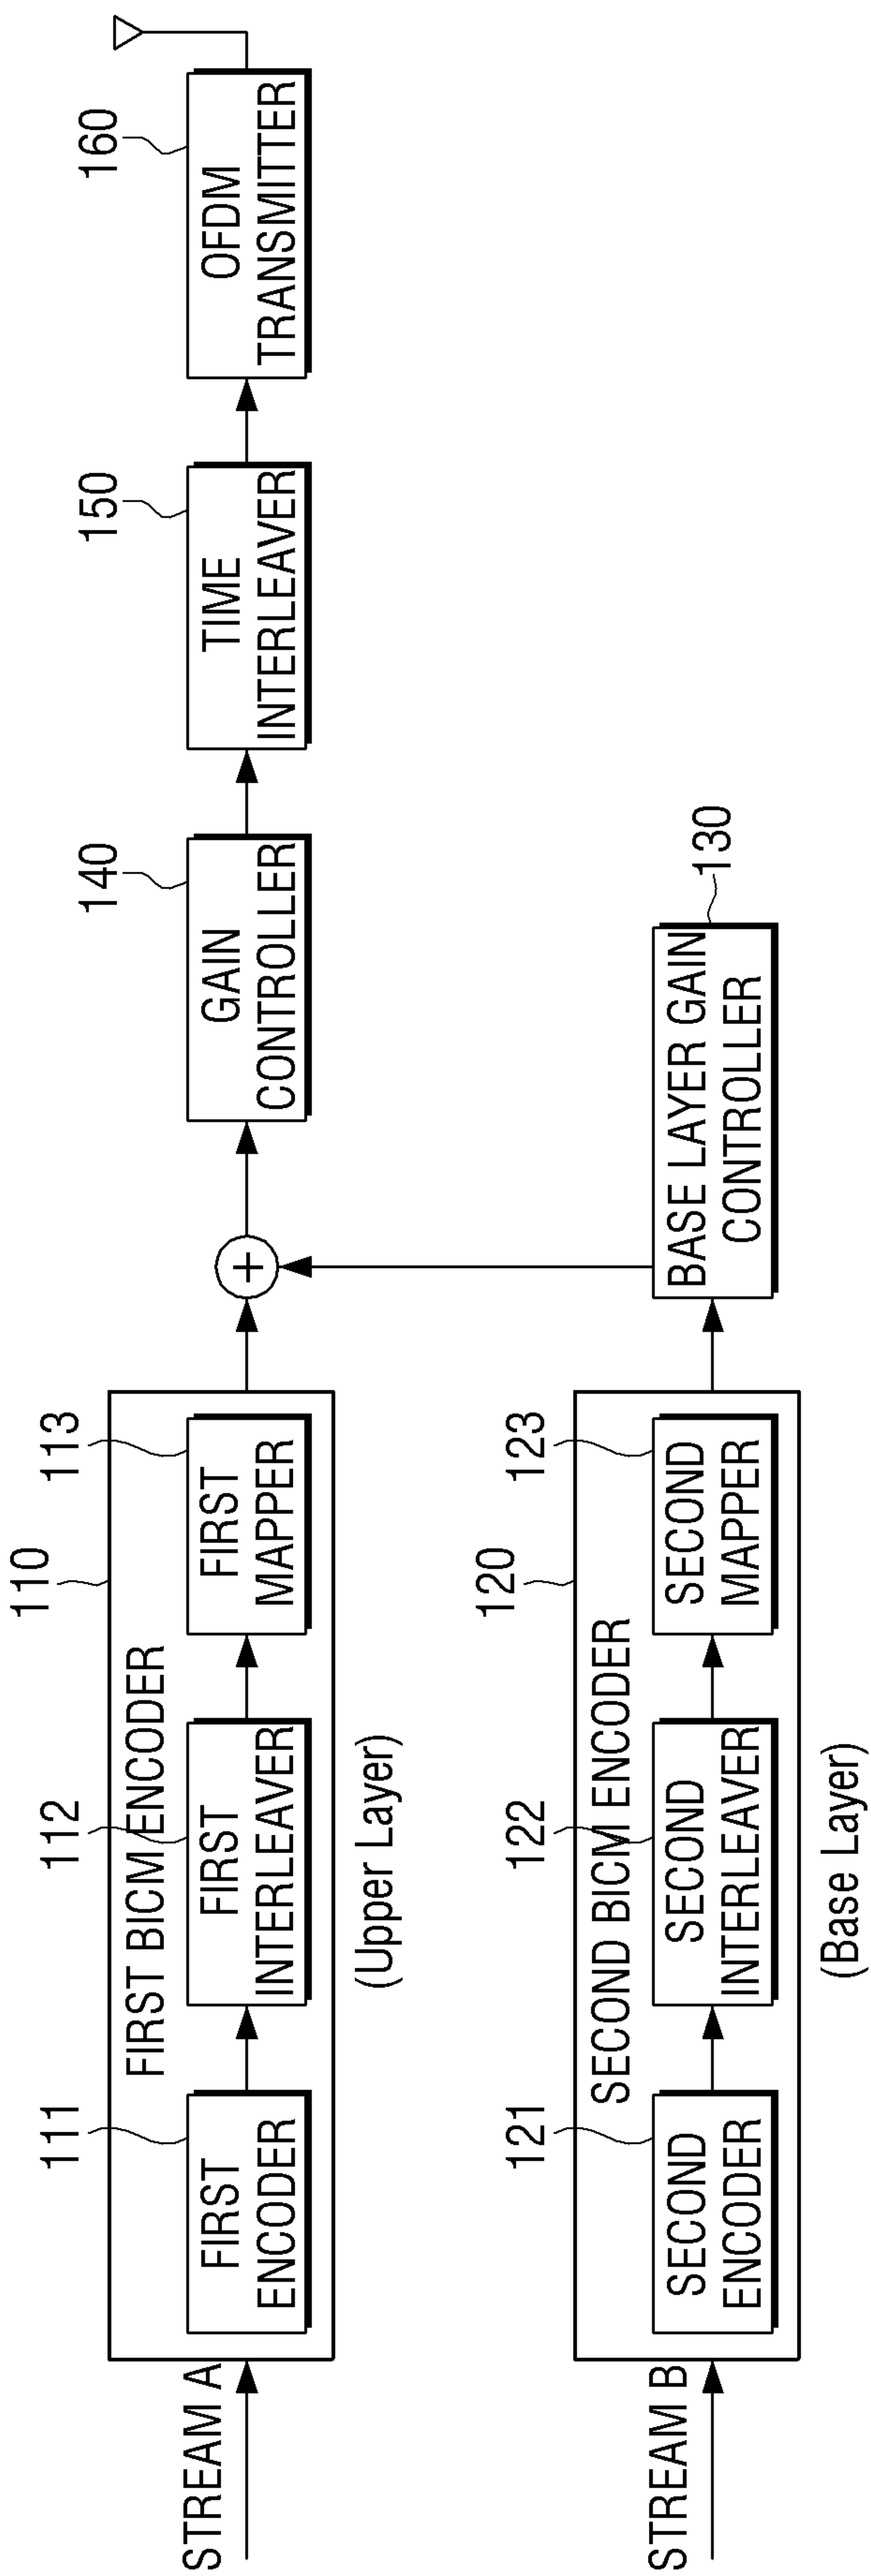 110
111
112
113
140
150
160
FIRST BICM ENCODER
STREAM A
FIRST
ENCODER
FIRST
INTERLEAVER
FIRST
MAPPER
+
GAIN
CONTROLLER
TIME
INTERLEAVER
OFDM
TRANSMITTER
(Upper Layer)
120
121
122
123
130
SECOND BICM ENCODER
STREAM B
SECOND
ENCODER
SECOND
INTERLEAVER
SECOND
MAPPER
BASE LAYER GAIN
CONTROLLER
(Base Layer)